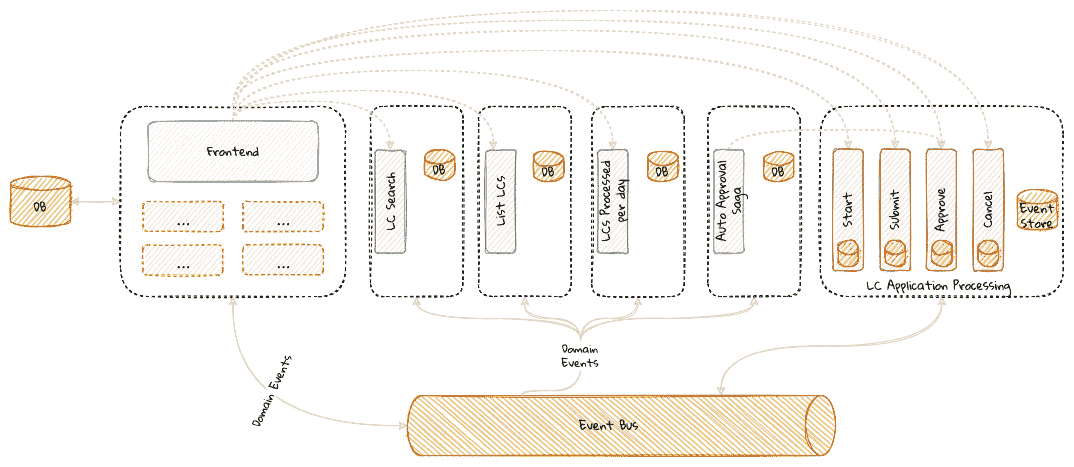 Frontend
DB
...
...
...
...
LC Search
DB
List LCs
DB
LCs Processed
per day
DB
Auto Approval
Saga
DB
Start
Submit
Approve
Cancel
Event
Store
LC Application Processing
Domain Events
Domain
Events
Event Bus